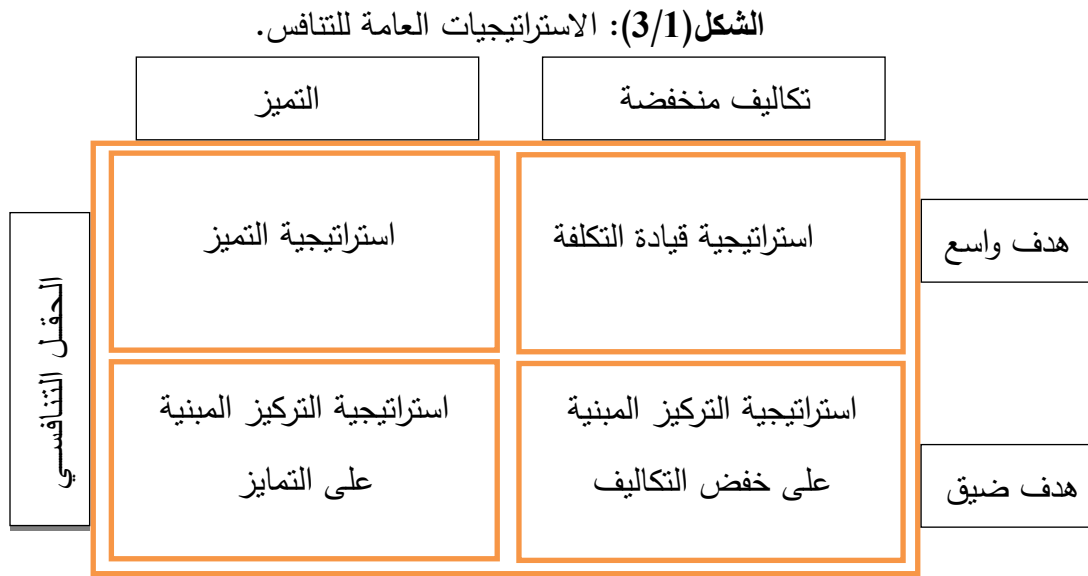 الشكل(3/1): الاستراتيجيات العامة للتنافس.
تكاليف منخفضة
التميز
هدف واسع
استراتيجية قيادة التكلفة
استراتيجية التميز
الحقل التنافسي
هدف ضيق
استراتيجية التركيز المبنية
على خفض التكاليف
استراتيجية التركيز المبنية
على التمايز